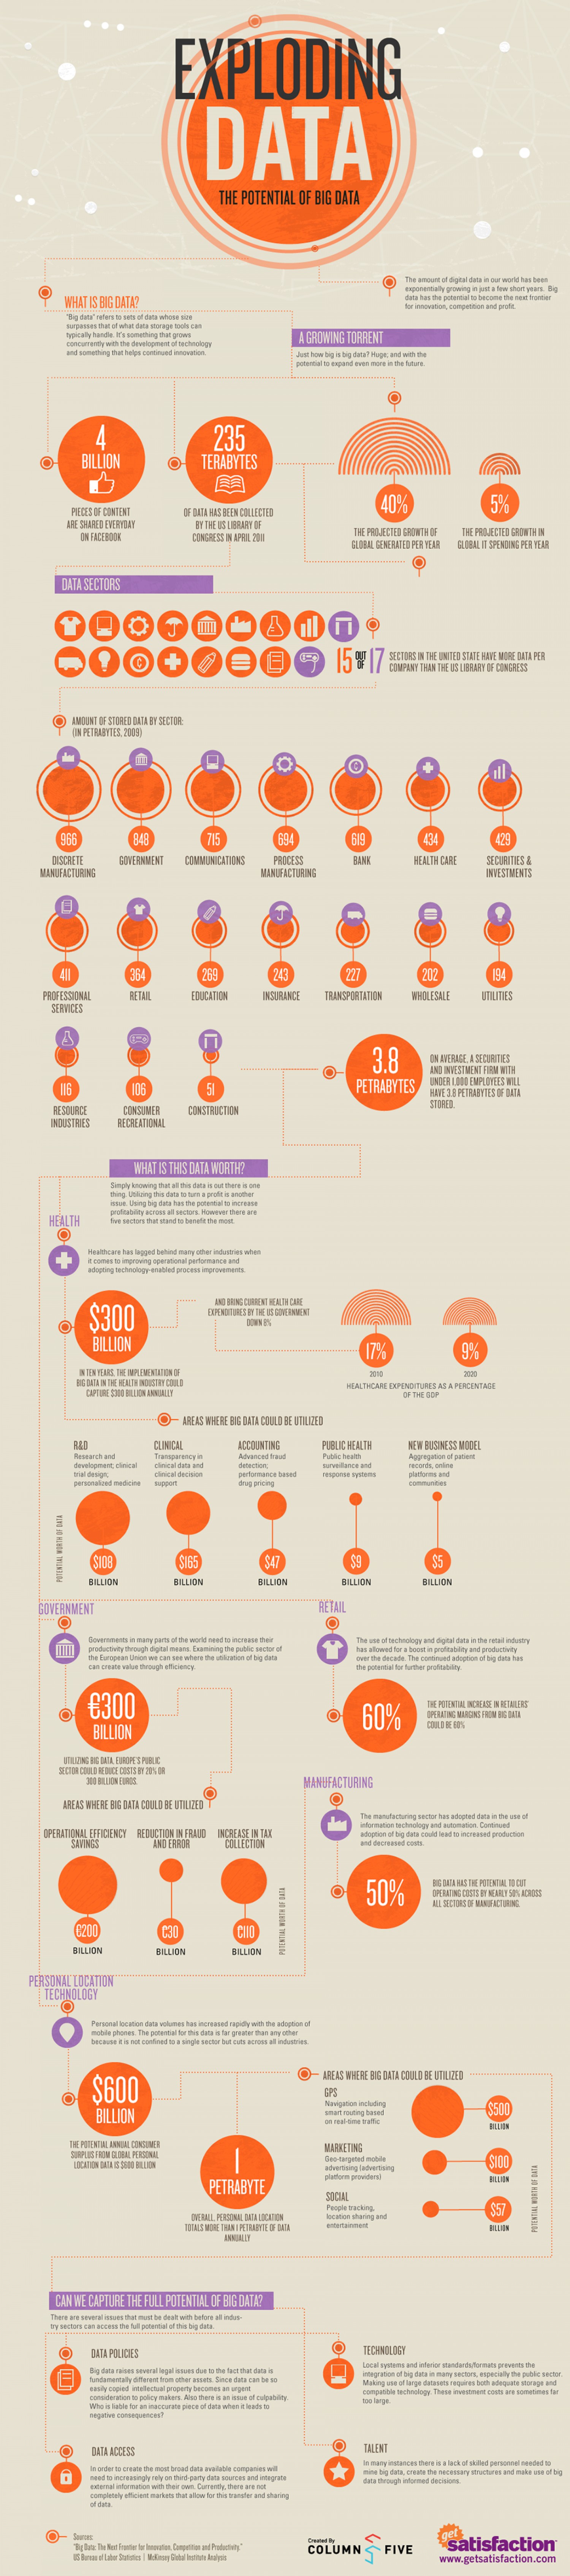 EXPLODING
DATA
THE POTENTIAL OF BIG DATA
The amount of digital data in our world has been
exponentially growing in just a few short years. Big
data has the potential to become the next frontier
for innovation, competition and profit.
WHAT IS BIG DATA?
"Big data" refers to sets of data whose size
surpasses that of what data storage tools can
typically handle. It's something that grows
concurrently with the development of technology
and something that helps continued innovation.
A GROWING TORRENT
Just how big is big data? Huge; and with the
potential to expand even more in the future.
4
BILLION
PIECES OF CONTENT
ARE SHARED EVERYDAY
ON FACEBOOK
235
TERABYTES
OF DATA HAS BEEN COLLECTED
BY THE US LIBRARY OF
CONGRESS IN APRIL 2011
40%
THE PROJECTED GROWTH OF
GLOBAL GENERATED PER YEAR
5%
THE PROJECTED GROWTH IN
GLOBAL IT SPENDING PER YEAR
DATA SECTORS
15 OUT OF 17
SECTORS IN THE UNITED STATE HAVE MORE DATA PER
COMPANY THAN THE US LIBRARY OF CONGRESS
AMOUNT OF STORED DATA BY SECTOR:
(IN PETRABYTES, 2009)
966
DISCRETE
MANUFACTURING
848
GOVERNMENT
715
COMMUNICATIONS
694
PROCESS
MANUFACTURING
619
BANK
434
HEALTH CARE
429
SECURITIES &
INVESTMENTS
411
PROFESSIONAL
SERVICES
364
RETAIL
269
EDUCATION
243
INSURANCE
227
TRANSPORTATION
202
WHOLESALE
194
UTILITIES
116
RESOURCE
INDUSTRIES
106
CONSUMER
RECREATIONAL
51
CONSTRUCTION
3.8
PETRABYTES
ON AVERAGE, A SECURITIES
AND INVESTMENT FIRM WITH
UNDER 1,000 EMPLOYEES WILL
HAVE 3.8 PETRABYTES OF DATA
STORED.
WHAT IS THIS DATA WORTH?
Simply knowing that all this data is out there is one
thing. Utilizing this data to turn a profit is another
issue. Using big data has the potential to increase
profitability across all sectors. However there are
five sectors that stand to benefit the most.
HEALTH
Healthcare has lagged behind many other industries when
it comes to improving operational performance and
adopting technology-enabled process improvements.
$300
BILLION
IN TEN YEARS, THE IMPLEMENTATION OF
BIG DATA IN THE HEALTH INDUSTRY COULD
CAPTURE $300 BILLION ANNUALLY
AND BRING CURRENT HEALTH CARE
EXPENDITURES BY THE US GOVERNMENT
DOWN 8%
17%
2010
9%
2020
HEALTHCARE EXPENDITURES AS A PERCENTAGE
OF THE GDP
AREAS WHERE BIG DATA COULD BE UTILIZED
R&D
Research and
development; clinical
trial design;
personalized medicine
CLINICAL
Transparency in
clinical data and
clinical decision
support
ACCOUNTING
Advanced fraud
detection;
performance based
drug pricing
PUBLIC HEALTH
Public health
surveillance and
response systems
NEW BUSINESS MODEL
Aggregation of patient
records, online
platforms and
communities
POTENTIAL WORTH OF DATA
$108
BILLION
$165
BILLION
$47
BILLION
$9
BILLION
$5
BILLION
GOVERNMENT
Governments in many parts of the world need to increase their
productivity through digital means. Examining the public sector of
the European Union we can see where the utilization of big data
can create value through efficiency.
€300
BILLION
UTILIZING BIG DATA, EUROPE'S PUBLIC
SECTOR COULD REDUCE COSTS BY 20% OR
300 BILLION EUROS.
AREAS WHERE BIG DATA COULD BE UTILIZED
OPERATIONAL EFFICIENCY
SAVINGS
€200
BILLION
REDUCTION IN FRAUD
AND ERROR
€30
BILLION
INCREASE IN TAX
COLLECTION
€110
BILLION
POTENTIAL WORTH OF DATA
RETAIL
The use of technology and digital data in the retail industry
has allowed for a boost in profitability and productivity
over the decade. The continued adoption of big data has
the potential for further profitability.
60%
THE POTENTIAL INCREASE IN RETAILERS'
OPERATING MARGINS FROM BIG DATA
COULD BE 60%
MANUFACTURING
The manufacturing sector has adopted data in the use of
information technology and automation. Continued
adoption of big data could lead to increased production
and decreased costs.
50%
BIG DATA HAS THE POTENTIAL TO CUT
OPERATING COSTS BY NEARLY 50% ACROSS
ALL SECTORS OF MANUFACTURING.
PERSONAL LOCATION
TECHNOLOGY
Personal location data volumes has increased rapidly with the adoption of
mobile phones. The potential for this data is far greater than any other
because it is not confined to a single sector but cuts across all industries.
$600
BILLION
THE POTENTIAL ANNUAL CONSUMER
SURPLUS FROM GLOBAL PERSONAL
LOCATION DATA IS $600 BILLION
1
PETRABYTE
OVERALL, PERSONAL DATA LOCATION
TOTALS MORE THAN 1 PETRABYTE OF DATA
ANNUALLY
AREAS WHERE BIG DATA COULD BE UTILIZED
GPS
Navigation including
smart routing based
on real-time traffic
$500
BILLION
MARKETING
Geo-targeted mobile
advertising (advertising
platform providers)
$100
BILLION
SOCIAL
People tracking,
location sharing and
entertainment
$57
BILLION
POTENTIAL WORTH OF DATA
CAN WE CAPTURE THE FULL POTENTIAL OF BIG DATA?
There are several issues that must be dealt with before all indus-
try sectors can access the full potential of this big data.
DATA POLICIES
Big data raises several legal issues due to the fact that data is
fundamentally different from other assets. Since data can be so
easily copied intellectual property becomes an urgent
consideration to policy makers. Also there an issue of culpability.
Who is liable for an inaccurate piece of data when it leads to
negative consequences?
TECHNOLOGY
Local systems and inferior standards/formats prevents the
integration of big data in many sectors, especially the public sector.
Making use of large datasets requires both adequate storage and
compatible technology. These investment costs are sometimes far
too large.
DATA ACCESS
In order to create the most broad data available companies will
need to increasingly rely on third-party data sources and integrate
external information with their own. Currently, there are not
completely efficient markets that allow for this transfer and sharing
of data.
TALENT
In many instances there is a lack of skilled personnel needed to
mine big data, create the necessary structures and make use of big
data through informed decisions.
Sources:
"Big Data: The Next Frontier for Innovation, Competition and Productivity."
US Bureau of Labor Statistics | McKinsey Global Institute Analysis
Created By
COLUMN FIVE
get
satisfaction
www.getsatisfaction.com